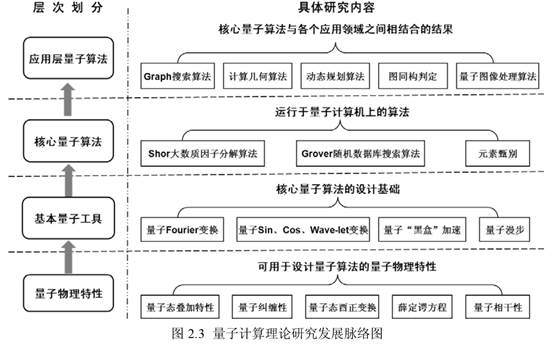 层 次 划 分
具体研究内容
应用层量子算法
核心量子算法与各个应用领域之间相结合的结果
Graph搜索算法 计算几何算法 动态规划算法 图同构判定 量子图像处理算法
核心量子算法
运行于量子计算机上的算法
Shor大数质因子分解算法 Grover随机数据库搜索算法 元素甄别
基本量子工具
核心量子算法的设计基础
量子Fourier变换 量子Sin、Cos、Wave-let变换 量子“黑盒”加速 量子漫步
量子物理特性
可用于设计量子算法的量子物理特性
量子态叠加特性 量子纠缠性 量子态酉正变换 薛定谔方程 量子相干性
图 2.3 量子计算理论研究发展脉络图